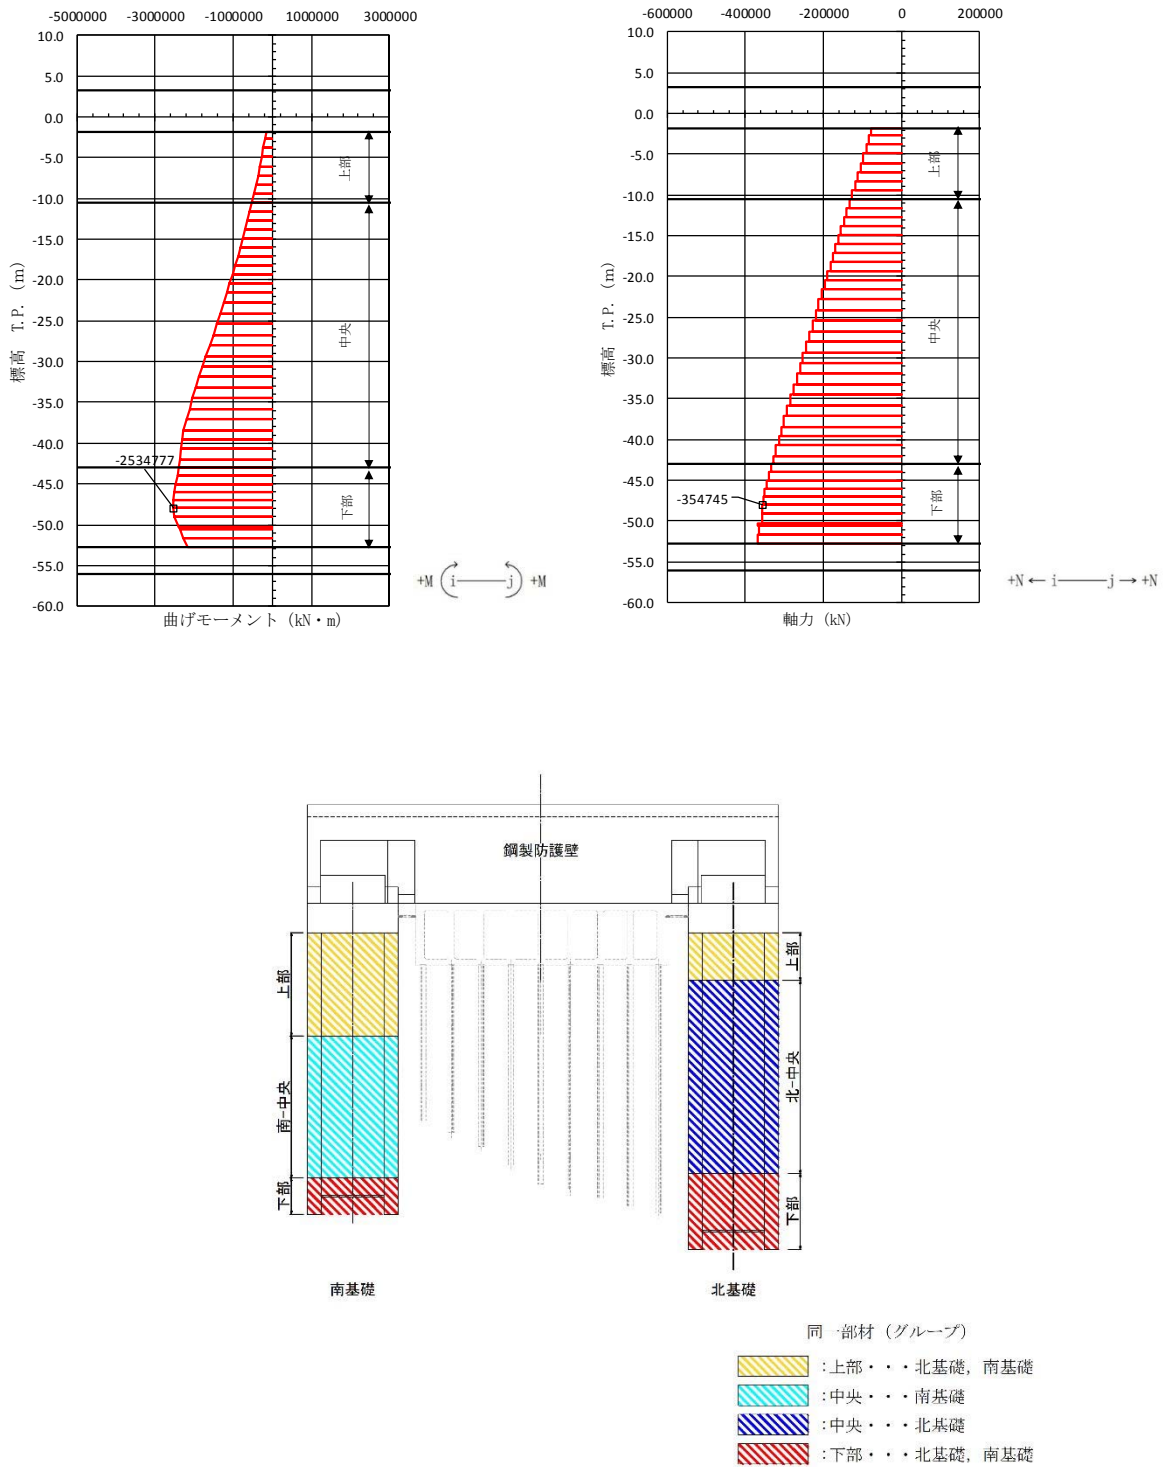 -5000000 -3000000 -1000000 1000000 3000000
10.0
5.0
0.0
-5.0
-10.0
-15.0
-20.0
-25.0
-30.0
-35.0
-40.0
-45.0
-50.0
-55.0
-60.0
標高 T.P. (m)
上部
中央
下部
-2534777
曲げモーメント (kN・m)
+M i j +M
-600000 -400000 -200000 0 200000
10.0
5.0
0.0
-5.0
-10.0
-15.0
-20.0
-25.0
-30.0
-35.0
-40.0
-45.0
-50.0
-55.0
-60.0
標高 T.P. (m)
上部
中央
下部
-354745
軸力 (kN)
+N i j +N
鋼製防護壁
上部
南-中央
下部
上部
北-中央
下部
南基礎
北基礎
同一部材 (グループ)
:上部・・・北基礎, 南基礎
:中央・・・南基礎
:中央・・・北基礎
:下部・・・北基礎, 南基礎